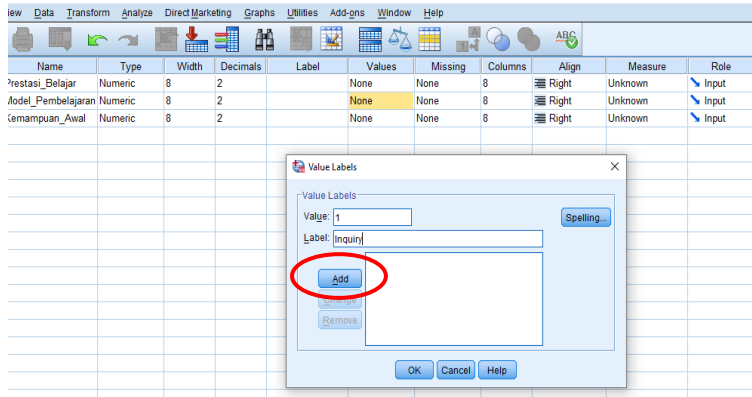 iew Data Transform Analyze Direct Marketing Graphs Utilities Add-ons Window Help
ABC
Name Type Width Decimals Label Values Missing Columns Align Measure Role
Prestasi_Belajar Numeric 8 2 None None 8 Right Unknown Input
Model_Pembelajaran Numeric 8 2 None None 8 Right Unknown Input
Kemampuan_Awal Numeric 8 2 None None 8 Right Unknown Input
Value Labels
Value Labels
Value: 1
Spelling...
Label: Inquiry
Add
Change
Remove
OK Cancel Help